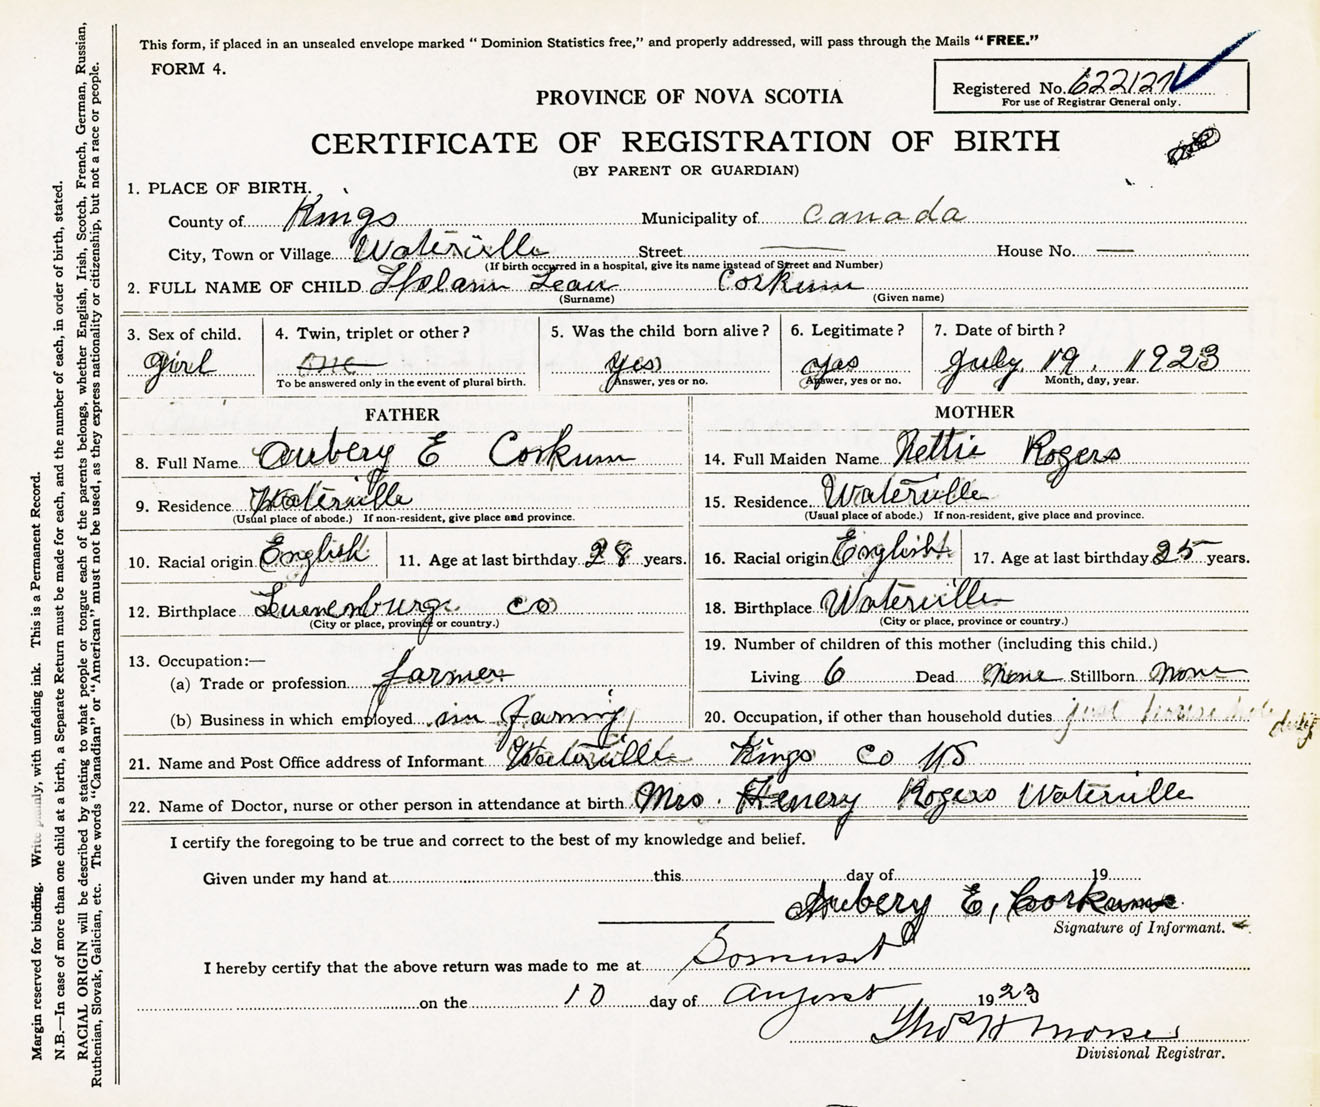 This form, if placed in an unsealed envelope marked "Dominion Statistics free," and properly addressed, will pass through the Mails "FREE."
FORM 4.
Registered No. 622127
For use of Registrar General only.
PROVINCE OF NOVA SCOTIA
CERTIFICATE OF REGISTRATION OF BIRTH
(BY PARENT OR GUARDIAN)
1. PLACE OF BIRTH.
County of Kings Municipality of Canada
City, Town or Village Waterville Street — House No. —
(If birth occurred in a hospital, give its name instead of Street and Number)
2. FULL NAME OF CHILD Corkum
(Surname) (Given name)
3. Sex of child. 4. Twin, triplet or other? 5. Was the child born alive? 6. Legitimate? 7. Date of birth?
girl one yes yas July 19, 1923
To be answered only in the event of plural birth. Answer, yes or no. Answer, yes or no. Month, day, year.
FATHER MOTHER
8. Full Name Aubery E Corkum 14. Full Maiden Name Nettie Rogers
9. Residence Waterville 15. Residence Waterville
(Usual place of abode.) If non-resident, give place and province. (Usual place of abode.) If non-resident, give place and province.
10. Racial origin English 11. Age at last birthday 28 years. 16. Racial origin English 17. Age at last birthday 25 years.
12. Birthplace Luenenburg co 18. Birthplace Waterville
(City or place, province or country.) (City or place, province or country.)
19. Number of children of this mother (including this child.)
13. Occupation:—
(a) Trade or profession farmer Living 6 Dead none Stillborn none
(b) Business in which employed in faming 20. Occupation, if other than household duties just house duty
21. Name and Post Office address of Informant Waterville Kings Co NS
22. Name of Doctor, nurse or other person in attendance at birth Mrs. Henery Rogers Waterville
I certify the foregoing to be true and correct to the best of my knowledge and belief.
Given under my hand at this day of 19
Aubery E, Corkum
Signature of Informant.
I hereby certify that the above return was made to me at Somerset
on the 10 day of August 1923
Thos H Morse
Divisional Registrar.
Margin reserved for binding. Write plainly, with unfading ink. This is a Permanent Record.
N.B.—In case of more than one child at a birth, a Separate Return must be made for each, and the number of each, in order of birth, stated.
RACIAL ORIGIN will be described by stating to what people or tongue each of the parents belongs, whether English, Irish, Scotch, French, German, Russian,
Ruthenian, Slovak, Galician, etc. The words "Canadian" or "American" must not be used, as they express nationality or citizenship, but not a race or people.